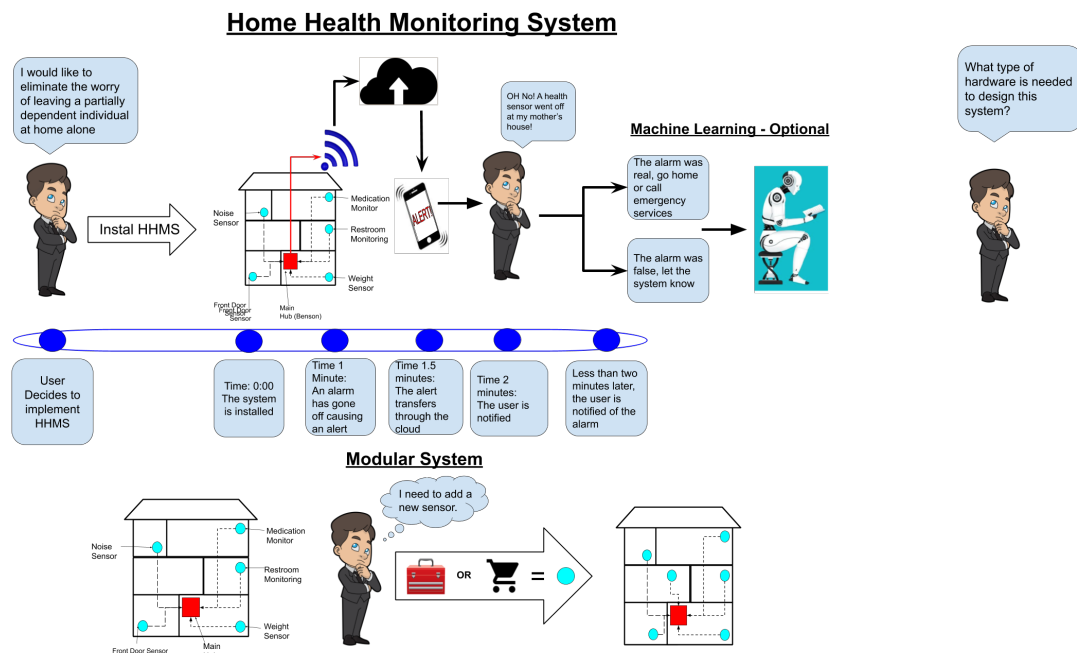 Home Health Monitoring System
I would like to
eliminate the worry
of leaving a partially
dependent individual
at home alone
Instal HHMS
Noise
Sensor
Medication
Monitor
Restroom
Monitoring
Weight
Sensor
Front Door
Sensor
Front Door
Sensor
Main
Hub (Benson)
ALERT!
OH No! A health
sensor went off
at my mother's
house!
Machine Learning - Optional
The alarm was
real, go home
or call
emergency
services
The alarm was
false, let the
system know
What type of
hardware is needed
to design this
system?
User
Decides to
implement
HHMS
Time: 0:00
The system
is installed
Time 1
Minute:
An alarm
has gone
off causing
an alert
Time 1.5
minutes:
The alert
transfers
through the
cloud
Time 2
minutes:
The user is
notified
Less than two
minutes later,
the user is
notified of the
alarm
Modular System
Noise
Sensor
Medication
Monitor
Restroom
Monitoring
Weight
Sensor
Front Door Sensor
Main
I need to add a
new sensor.
OR
=